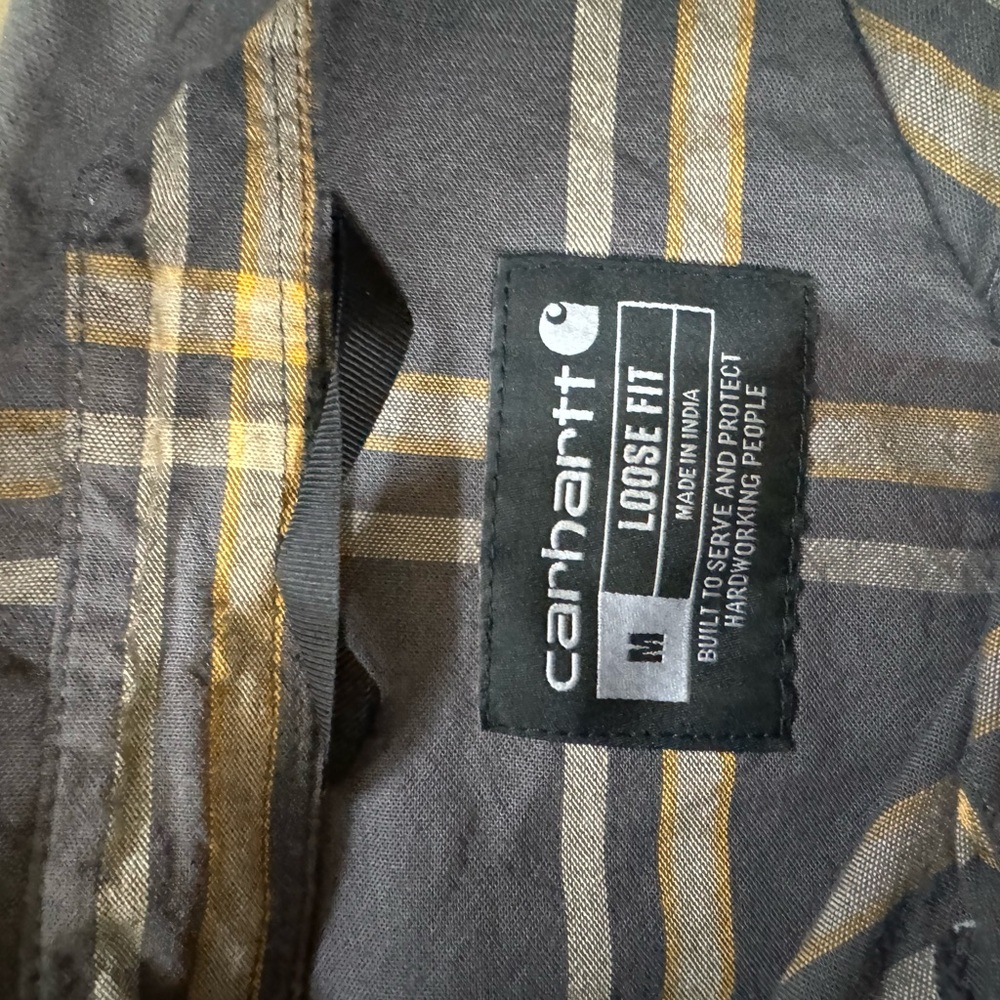 carhartt
LOOSE FIT
M
MADE IN INDIA
BUILT TO SERVE AND PROTECT
HARDWORKING PEOPLE